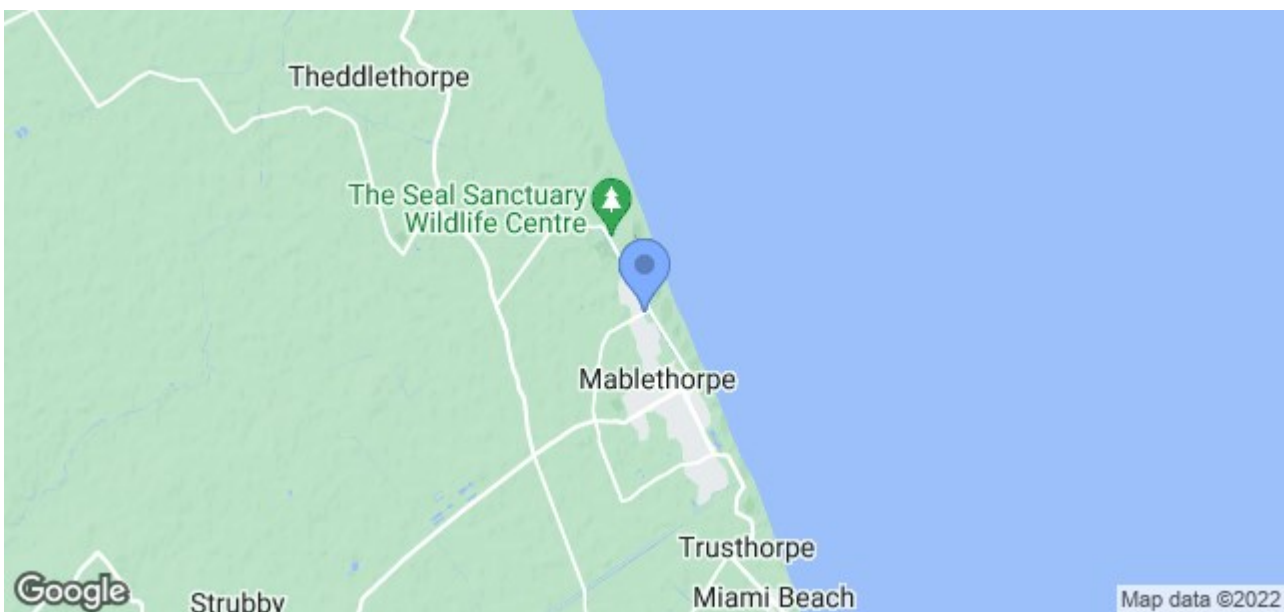 Theddlethorpe
The Seal Sanctuary
Wildlife Centre
Mablethorpe
Trusthorpe
Miami Beach
Strubby
Google
Map data ©2022